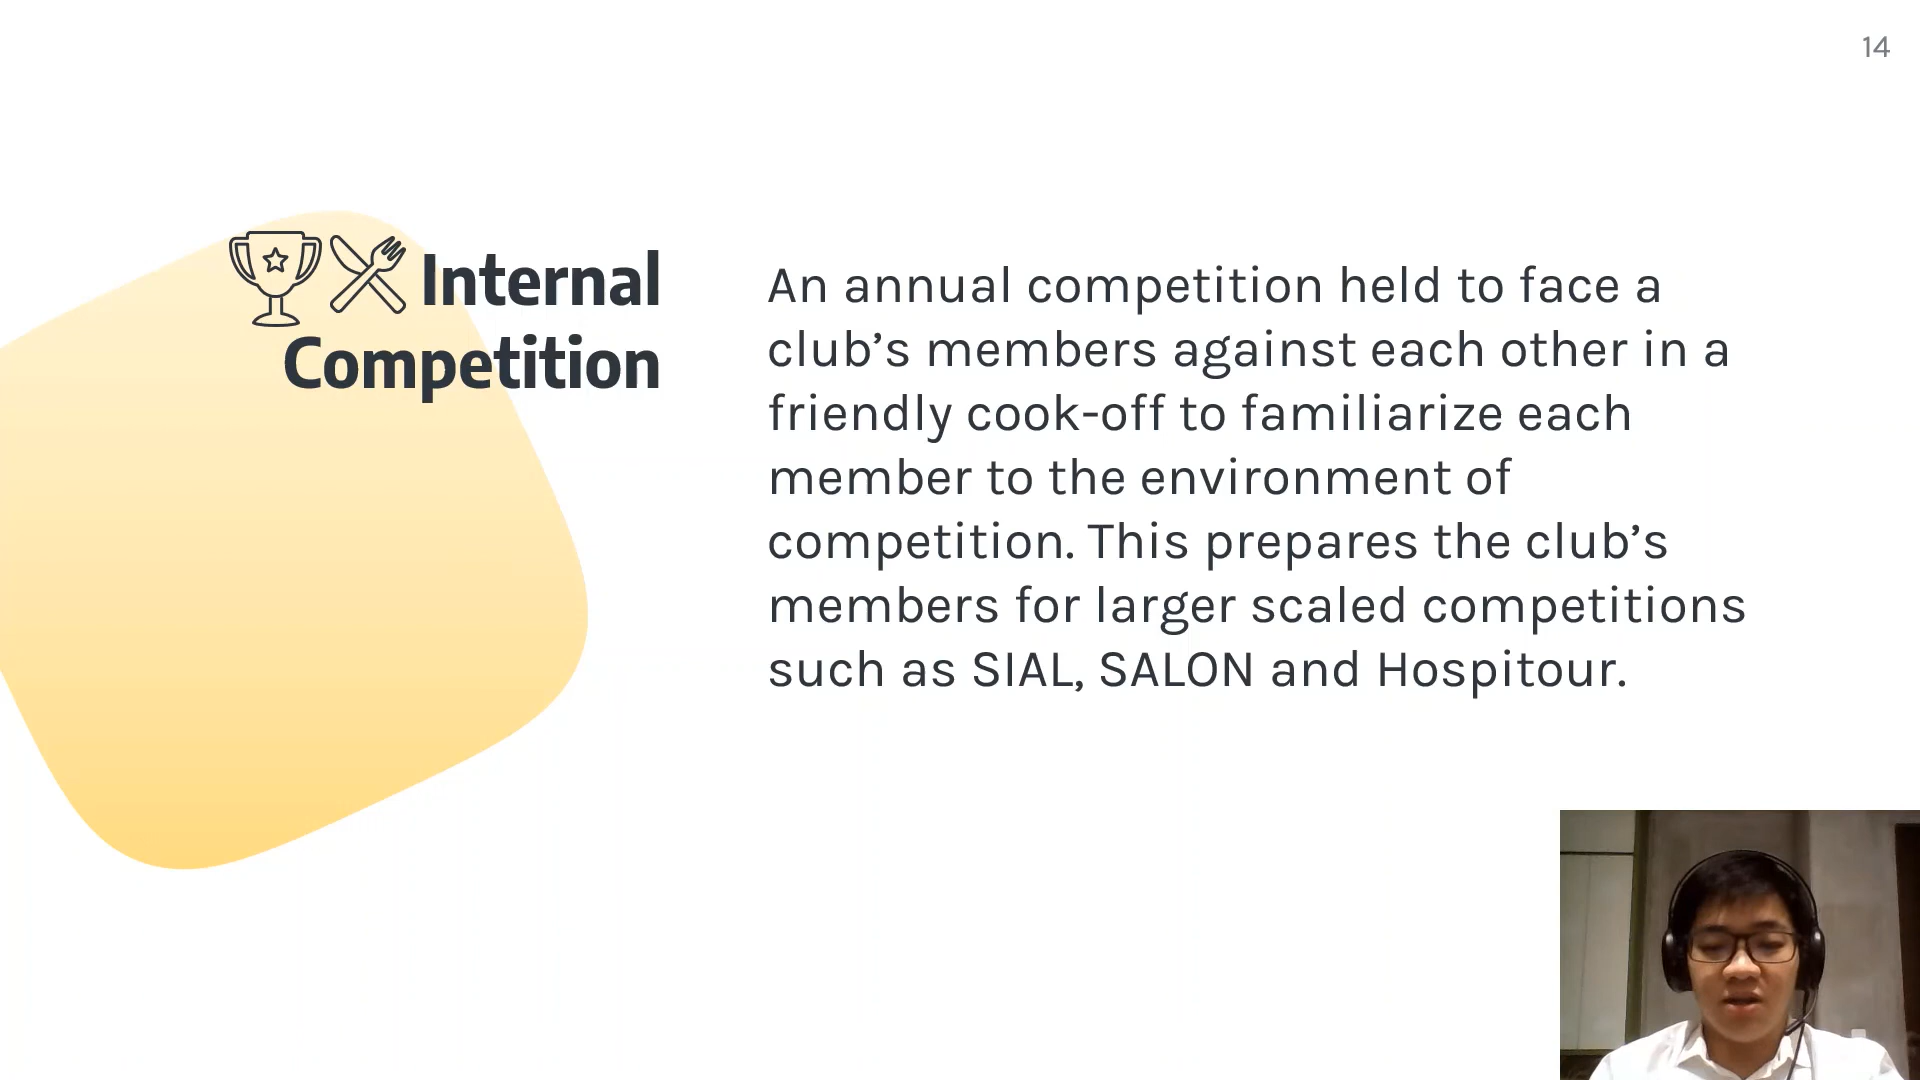 14
Internal
Competition
An annual competition held to face a
club’s members against each other in a
friendly cook-off to familiarize each
member to the environment of
competition. This prepares the club’s
members for larger scaled competitions
such as SIAL, SALON and Hospitour.